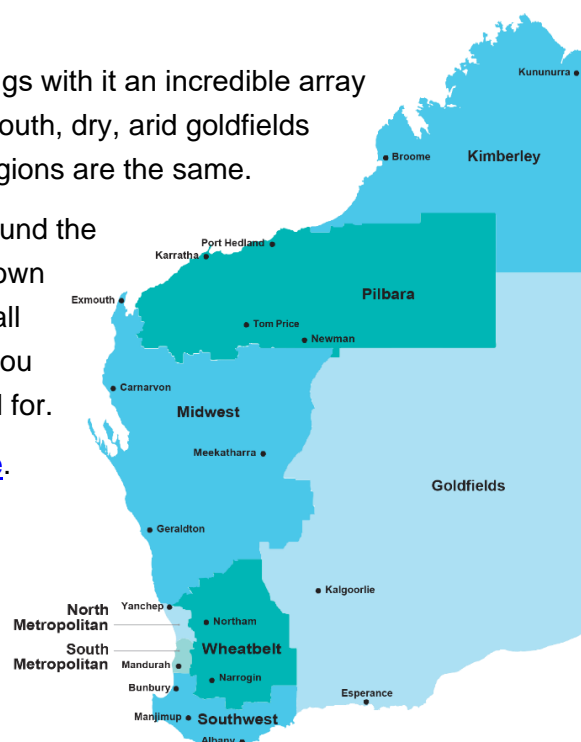 gs with it an incredible array
outh, dry, arid goldfields
gions are the same.
und the
own
all
ou
l for.
e.
Kununurra
Broome
Kimberley
Port Hedland
Karratha
Pilbara
Exmouth
Tom Price
Newman
Carnarvon
Midwest
Meekatharra
Goldfields
Geraldton
Kalgoorlie
Yanchep
North
Metropolitan
Northam
South
Metropolitan
Wheatbelt
Mandurah
Narrogin
Bunbury
Esperance
Manjimup
Southwest
Albany